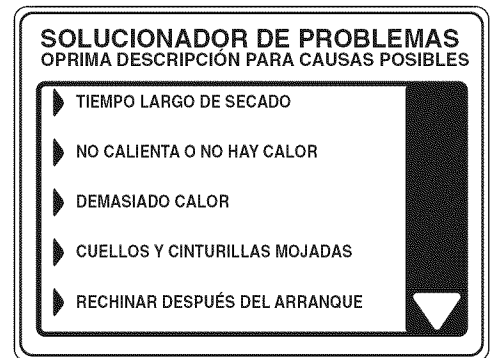 SOLUCIONADOR DE PROBLEMAS
OPRIMA DESCRIPCIÓN PARA CAUSAS POSIBLES
TIEMPO LARGO DE SECADO
NO CALIENTA O NO HAY CALOR
DEMASIADO CALOR
CUELLOS Y CINTURILLAS MOJADAS
RECHINAR DESPUÉS DEL ARRANQUE